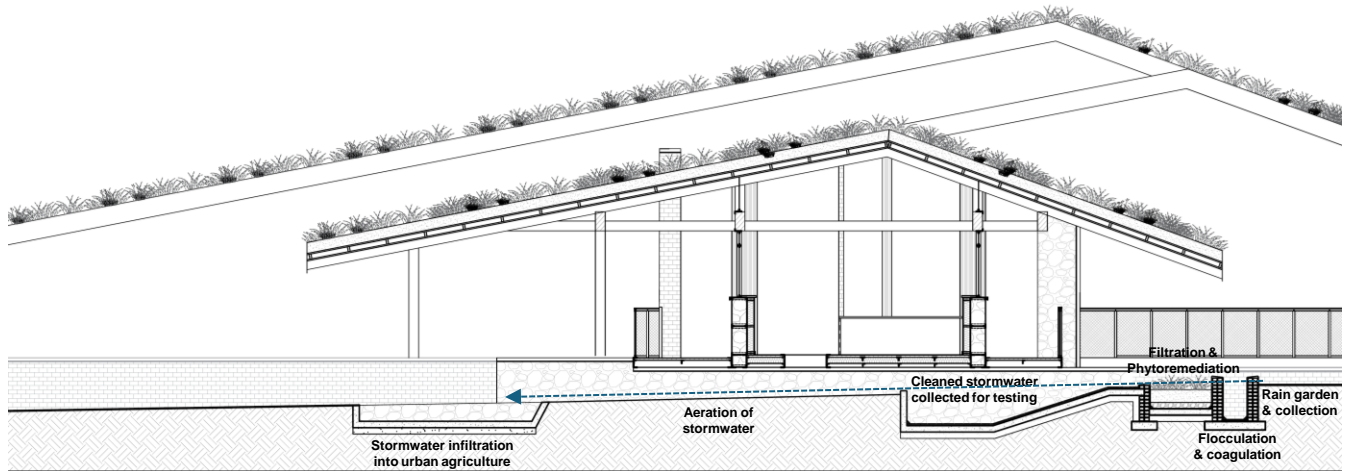 Filtration &
Phytoremediation
Cleaned stormwater
collected for testing
Rain garden
& collection
Aeration of
stormwater
Flocculation
& coagulation
Stormwater infiltration
into urban agriculture